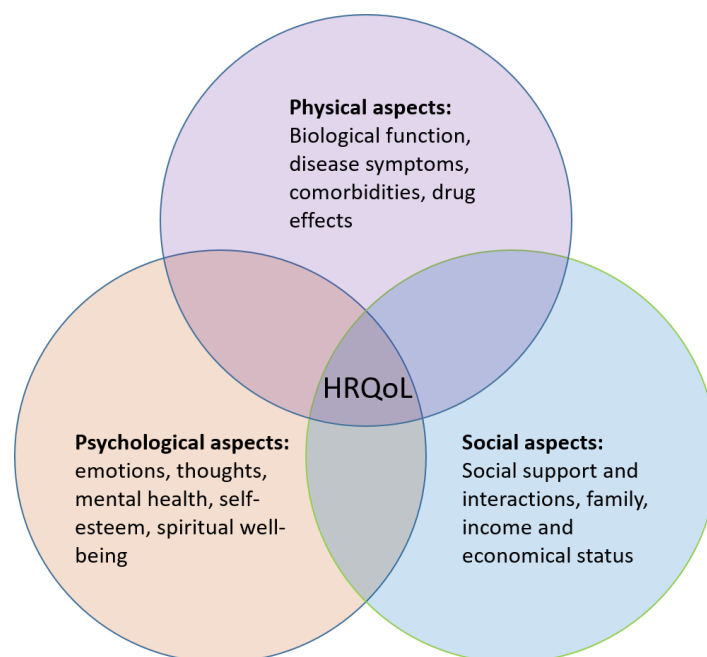 Physical aspects:
Biological function,
disease symptoms,
comorbidities, drug
effects
HRQoL
Psychological aspects:
emotions, thoughts,
mental health, self-
esteem, spiritual well-
being
Social aspects:
Social support and
interactions, family,
income and
economical status